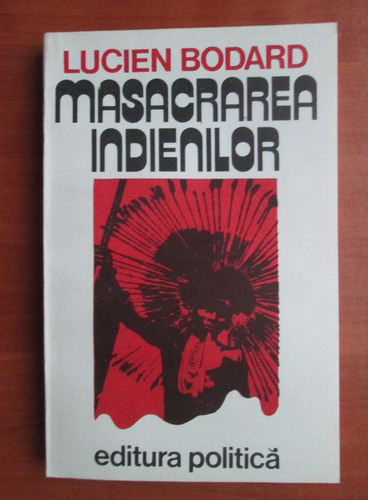 LUCIEN BODARD
MASACRAREA
INDIENILOR
editura politică